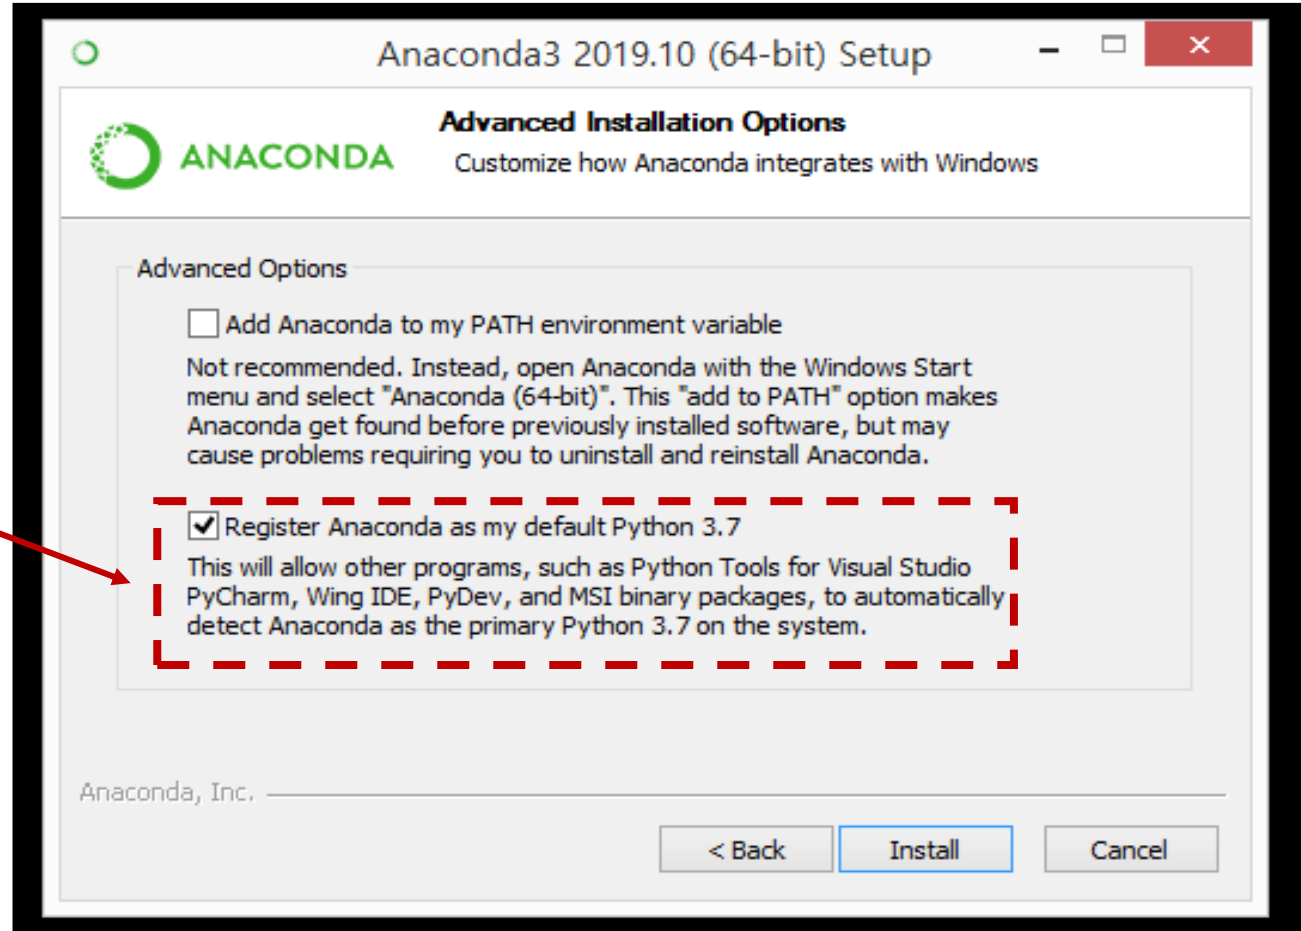 Anaconda3 2019.10 (64-bit) Setup
ANACONDA
Advanced Installation Options
Customize how Anaconda integrates with Windows
Advanced Options
Add Anaconda to my PATH environment variable
Not recommended. Instead, open Anaconda with the Windows Start
menu and select "Anaconda (64-bit)". This "add to PATH" option makes
Anaconda get found before previously installed software, but may
cause problems requiring you to uninstall and reinstall Anaconda.
Register Anaconda as my default Python 3.7
This will allow other programs, such as Python Tools for Visual Studio
PyCharm, Wing IDE, PyDev, and MSI binary packages, to automatically
detect Anaconda as the primary Python 3.7 on the system.
Anaconda, Inc.
< Back Install Cancel